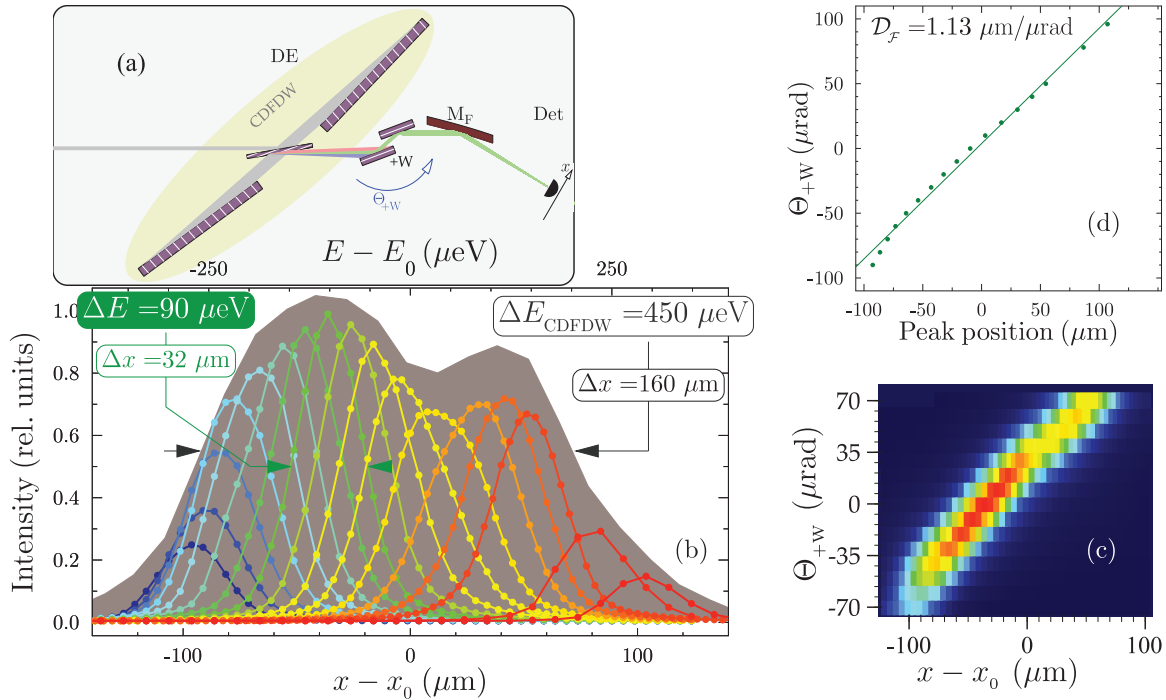 (a)
DE
CDFDW
M_F
Det
+W
x
Θ_+W
E − E_0 (μeV)
-250 0 250
ΔE =90 μeV
Δx =32 μm
ΔE_CDFDW =450 μeV
Δx =160 μm
1.0
0.8
0.6
0.4
0.2
0.0
Intensity (rel. units)
(b)
-100 0 100
x − x_0 (μm)
D_F =1.13 μm/μrad
100
50
0
-50
-100
Θ_+W (μrad)
(d)
-100 -50 0 50 100
Peak position (μm)
70
35
0
-35
-70
Θ_+W (μrad)
(c)
-100 0 100
x − x_0 (μm)